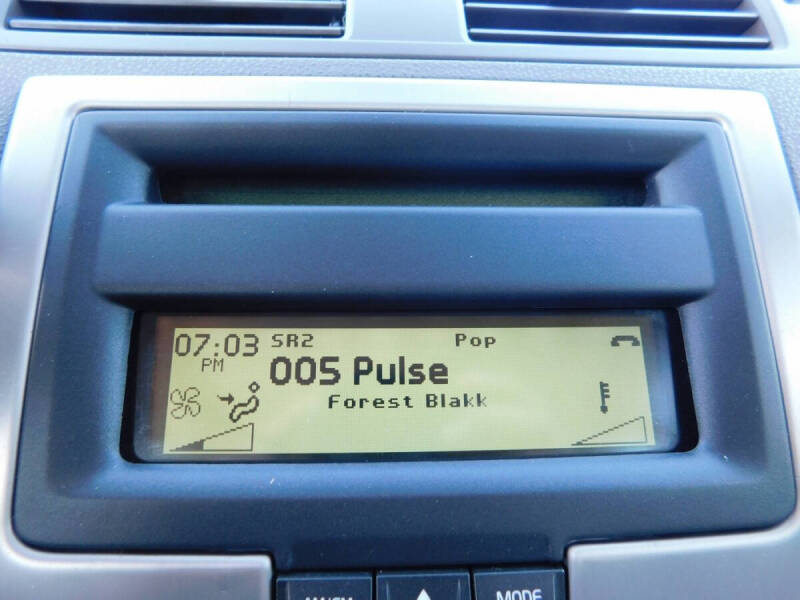 07:03 SR2 Pop
PM 005 Pulse
Forest Blakk
MODE